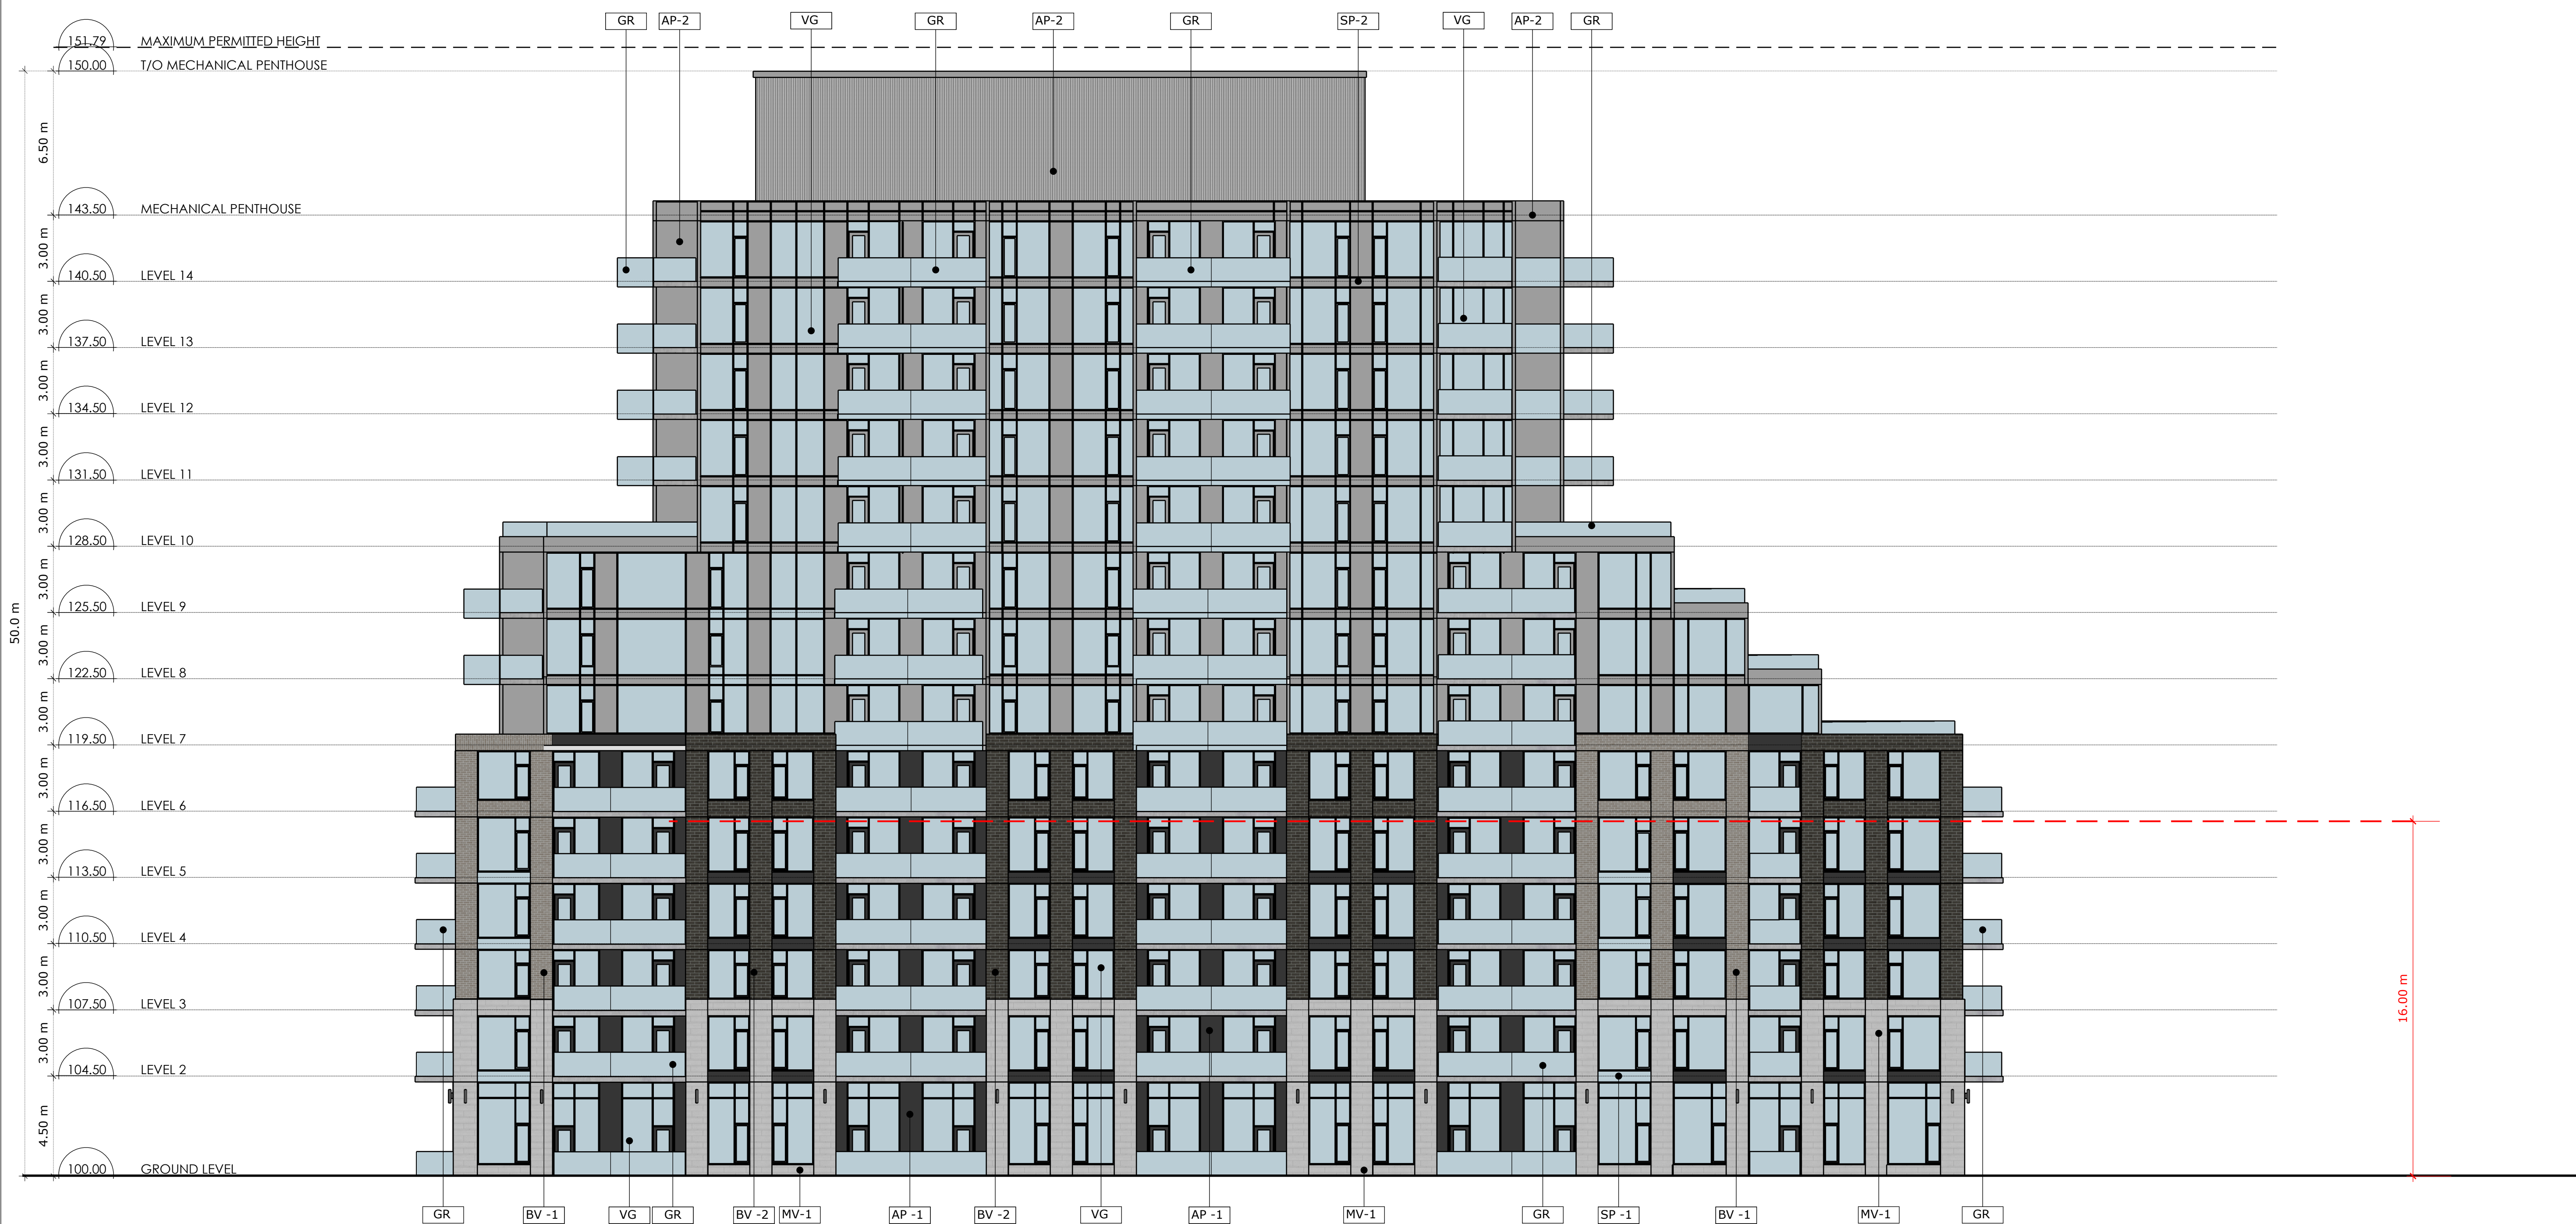 GR AP-2 VG GR AP-2 GR SP-2 VG AP-2 GR
151.79 MAXIMUM PERMITTED HEIGHT
150.00 T/O MECHANICAL PENTHOUSE
6.50 m
143.50 MECHANICAL PENTHOUSE
3.00 m
140.50 LEVEL 14
3.00 m
137.50 LEVEL 13
3.00 m
134.50 LEVEL 12
3.00 m
131.50 LEVEL 11
3.00 m
128.50 LEVEL 10
3.00 m
125.50 LEVEL 9
50.0 m
3.00 m
122.50 LEVEL 8
3.00 m
119.50 LEVEL 7
3.00 m
116.50 LEVEL 6
3.00 m
113.50 LEVEL 5
3.00 m
110.50 LEVEL 4
3.00 m
107.50 LEVEL 3
16.00 m
3.00 m
104.50 LEVEL 2
4.50 m
100.00 GROUND LEVEL
GR BV -1 VG GR BV -2 MV-1 AP -1 BV -2 VG AP -1 MV-1 GR SP -1 BV -1 MV-1 GR